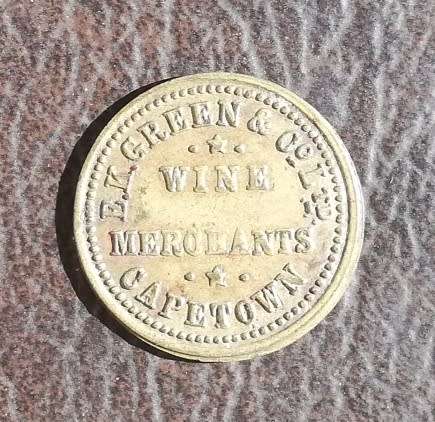 E.K. GREEN & Co LTD
WINE
MERCHANTS
CAPETOWN